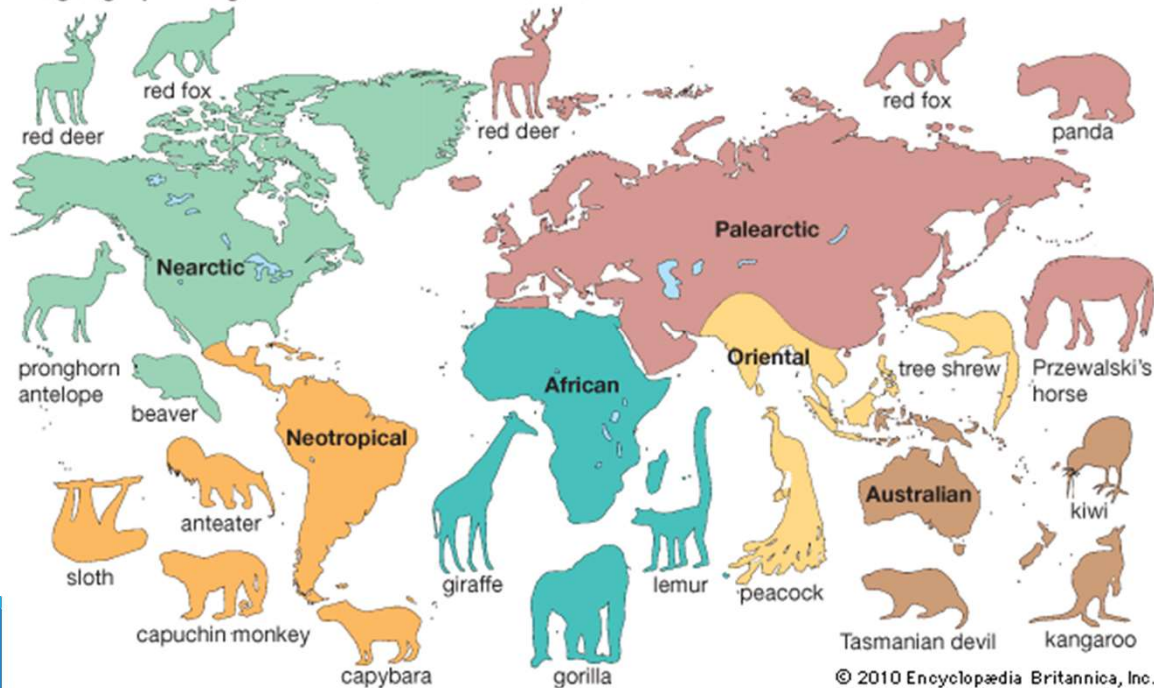 red deer
red fox
red deer
red fox
panda
Nearctic
Palearctic
pronghorn
antelope
beaver
Neotropical
African
Oriental
tree shrew
Przewalski's
horse
anteater
sloth
capuchin monkey
capybara
giraffe
gorilla
lemur
peacock
Australian
kiwi
Tasmanian devil
kangaroo
© 2010 Encyclopædia Britannica, Inc.